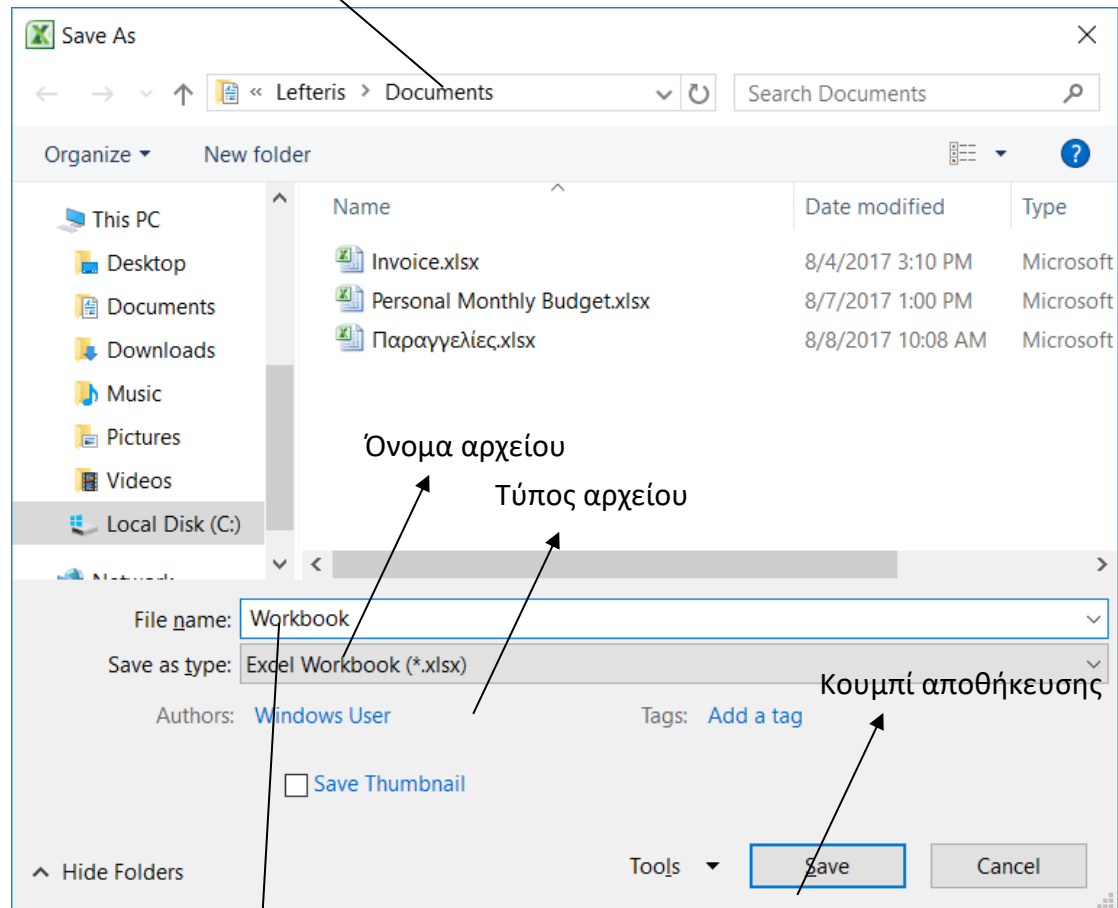 Save As
« Lefteris > Documents
Search Documents
Organize
New folder
?
Name
Date modified
Type
This PC
Desktop
Documents
Downloads
Music
Pictures
Videos
Local Disk (C:)
Network
Invoice.xlsx 8/4/2017 3:10 PM Microsoft
Personal Monthly Budget.xlsx 8/7/2017 1:00 PM Microsoft
Παραγγελίες.xlsx 8/8/2017 10:08 AM Microsoft
Όνομα αρχείου
Τύπος αρχείου
File name: Workbook
Save as type: Excel Workbook (*.xlsx)
Κουμπί αποθήκευσης
Authors: Windows User
Tags: Add a tag
Save Thumbnail
Hide Folders
Tools
Save
Cancel